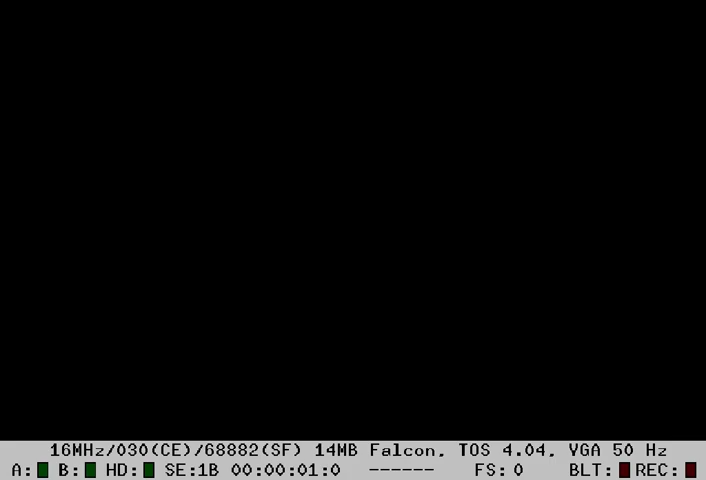 16MHz/030(CE)/68882(SF) 14MB Falcon, TOS 4.04, VGA 50 Hz
A: B: HD: SE:1B 00:00:01:0 ------ FS: 0 BLT: REC: